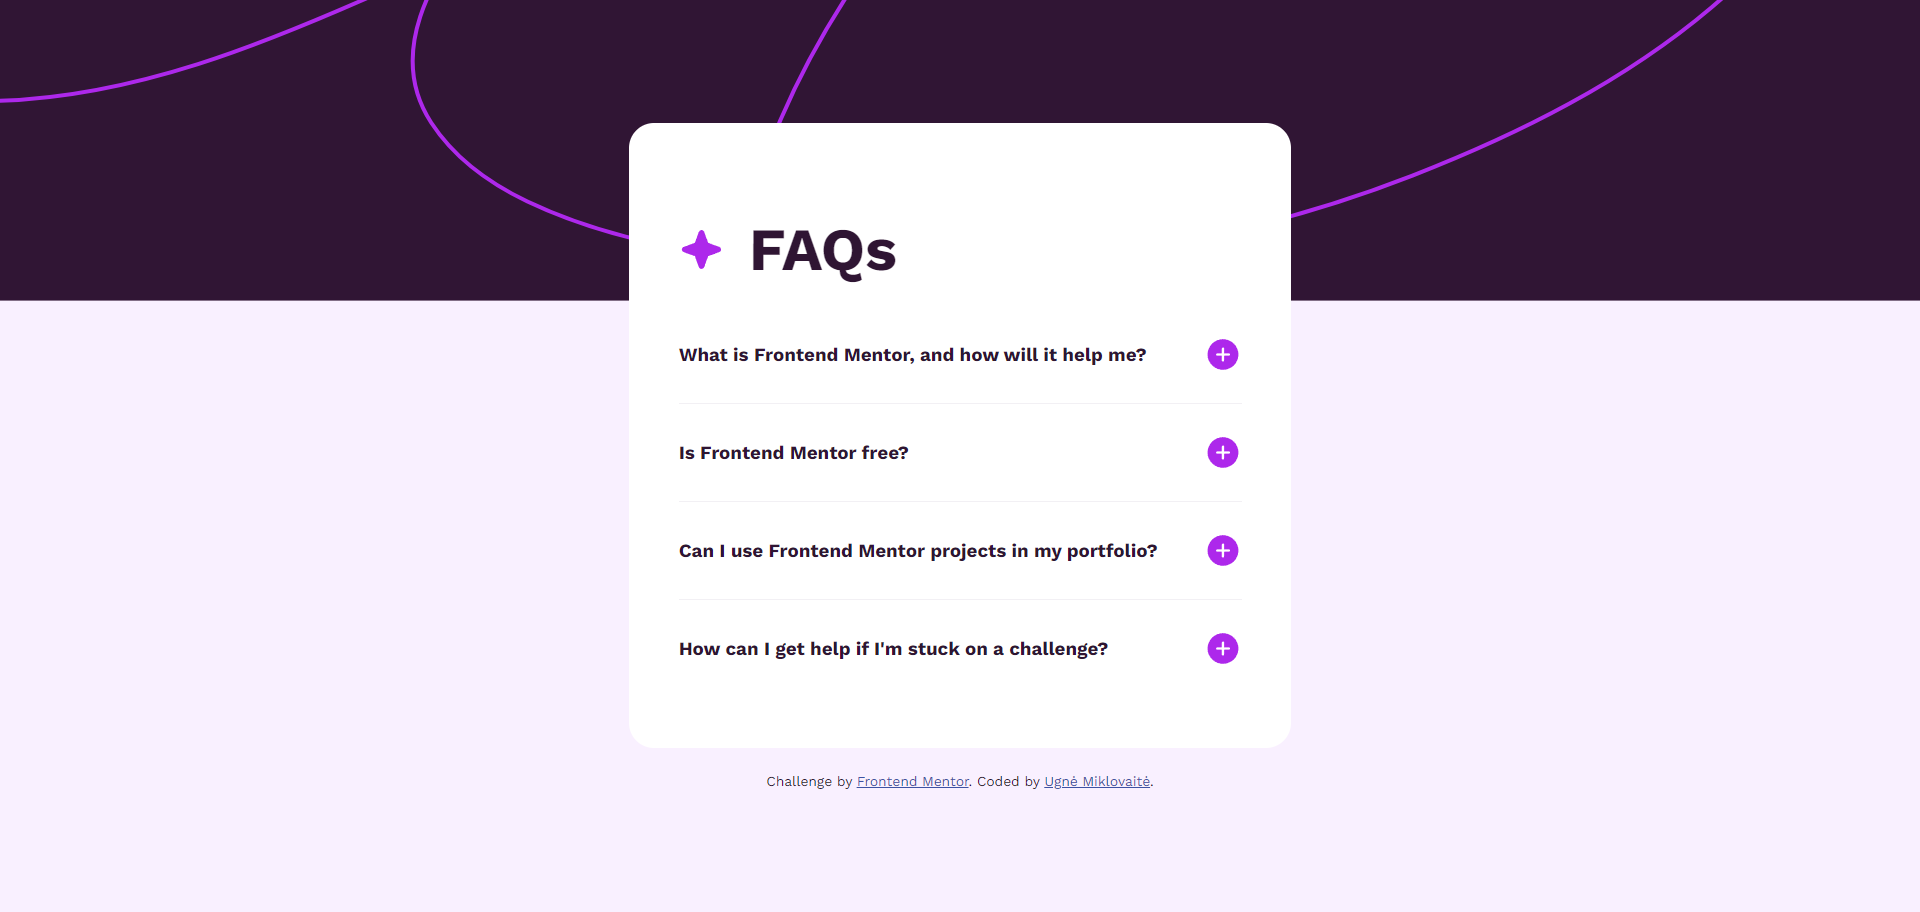 FAQs
What is Frontend Mentor, and how will it help me?
Is Frontend Mentor free?
Can I use Frontend Mentor projects in my portfolio?
How can I get help if I'm stuck on a challenge?
Challenge by Frontend Mentor. Coded by Ugnė Miklovaitė.